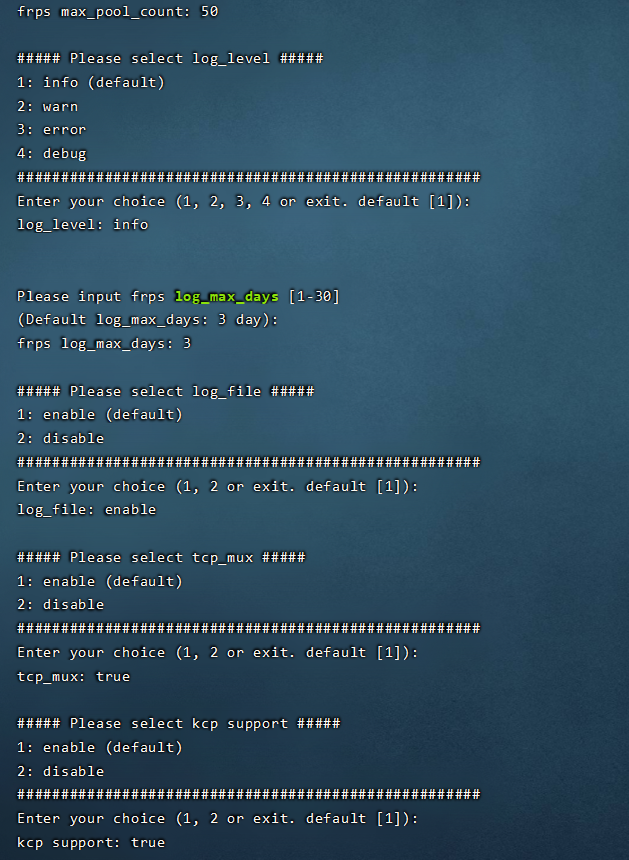 frps max_pool_count: 50
##### Please select log_level #####
1: info (default)
2: warn
3: error
4: debug
#####################################################
Enter your choice (1, 2, 3, 4 or exit. default [1]):
log_level: info
Please input frps log_max_days [1-30]
(Default log_max_days: 3 day):
frps log_max_days: 3
##### Please select log_file #####
1: enable (default)
2: disable
#####################################################
Enter your choice (1, 2 or exit. default [1]):
log_file: enable
##### Please select tcp_mux #####
1: enable (default)
2: disable
#####################################################
Enter your choice (1, 2 or exit. default [1]):
tcp_mux: true
##### Please select kcp support #####
1: enable (default)
2: disable
#####################################################
Enter your choice (1, 2 or exit. default [1]):
kcp support: true